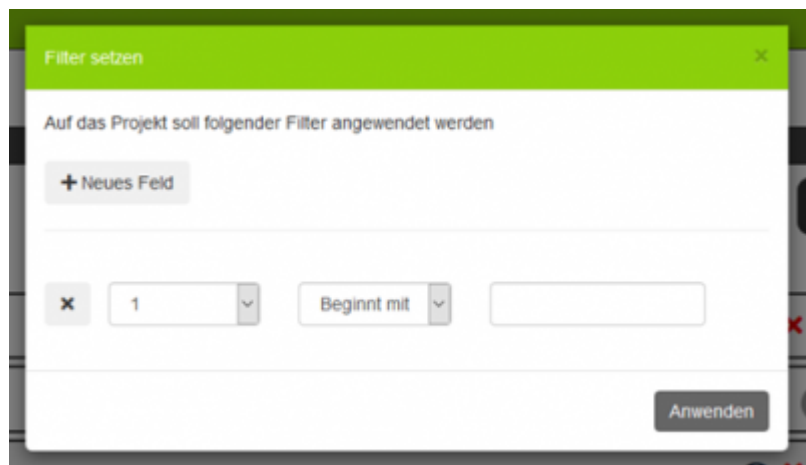 Filter setzen
Auf das Projekt soll folgender Filter angewendet werden
Neues Feld
1 Beginnt mit
Anwenden